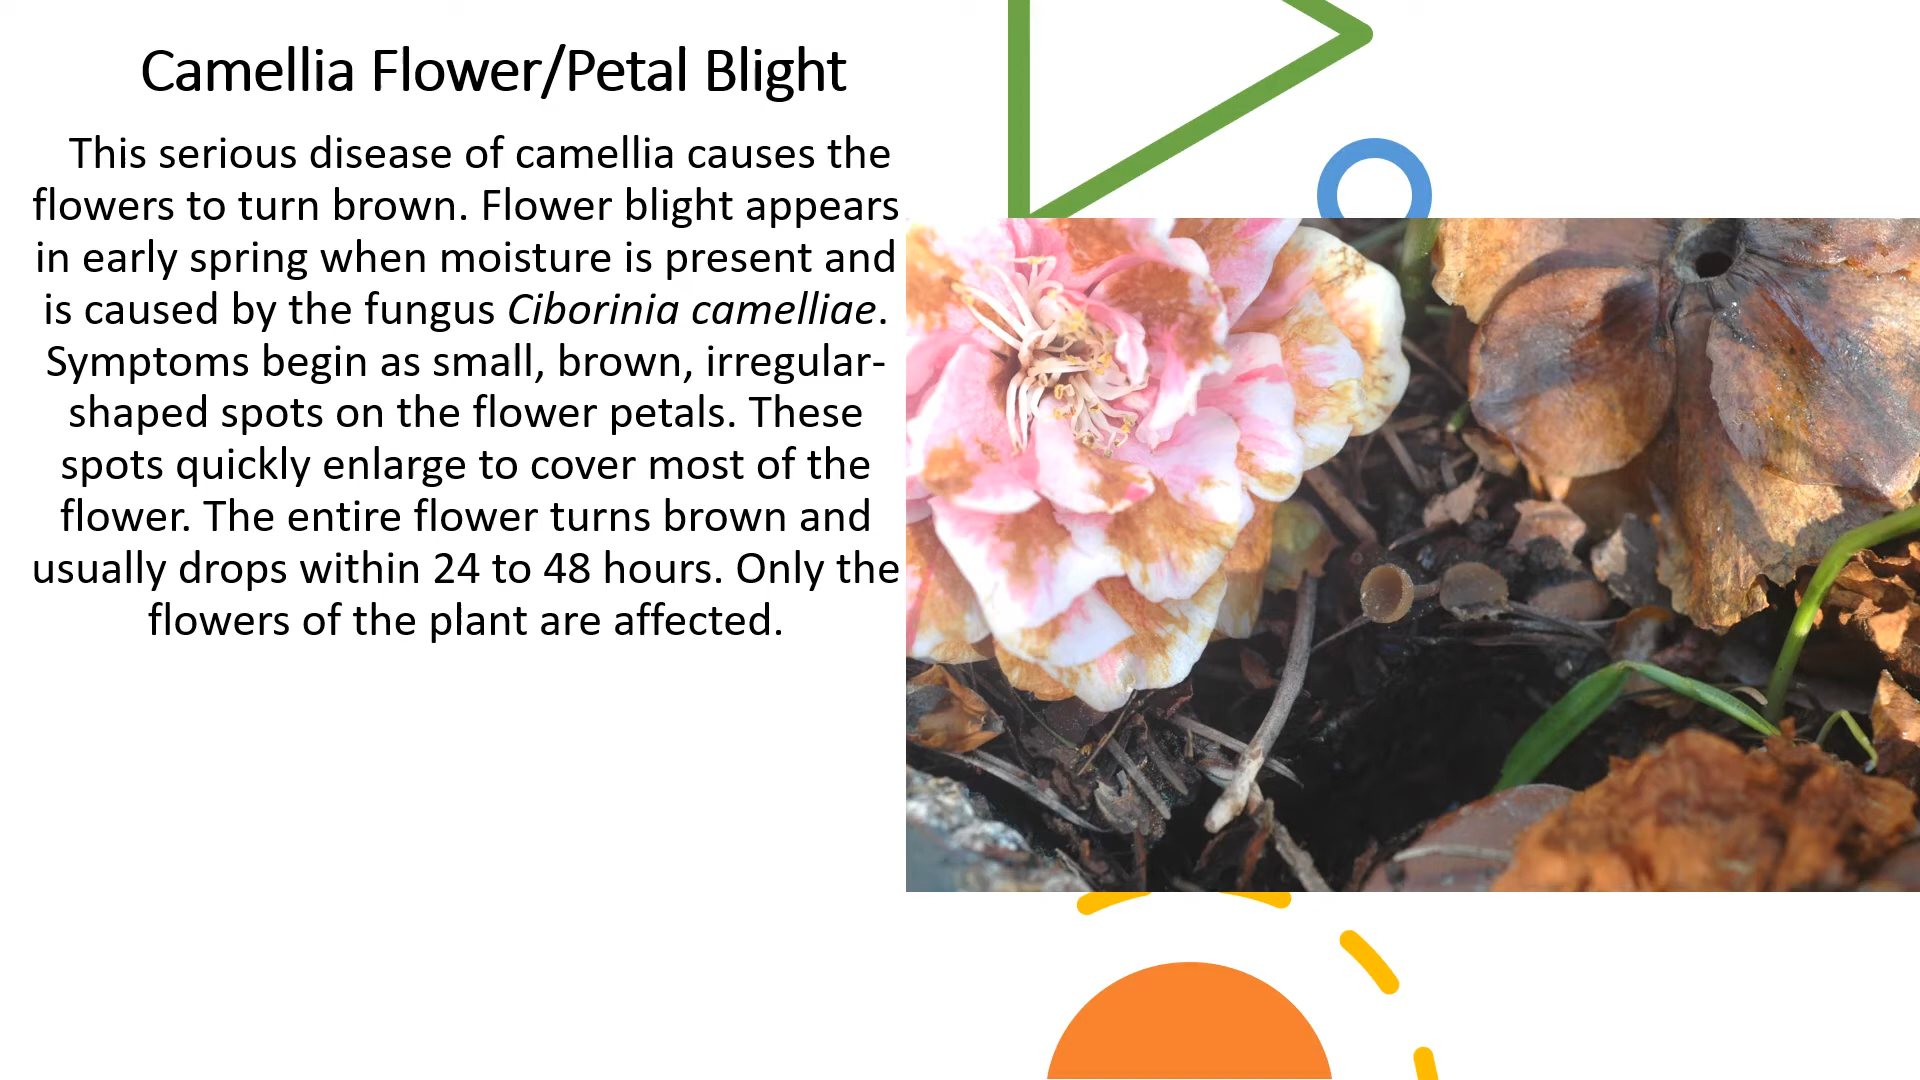 Camellia Flower/Petal Blight
This serious disease of camellia causes the
flowers to turn brown. Flower blight appears
in early spring when moisture is present and
is caused by the fungus Ciborinia camelliae.
Symptoms begin as small, brown, irregular-
shaped spots on the flower petals. These
spots quickly enlarge to cover most of the
flower. The entire flower turns brown and
usually drops within 24 to 48 hours. Only the
flowers of the plant are affected.